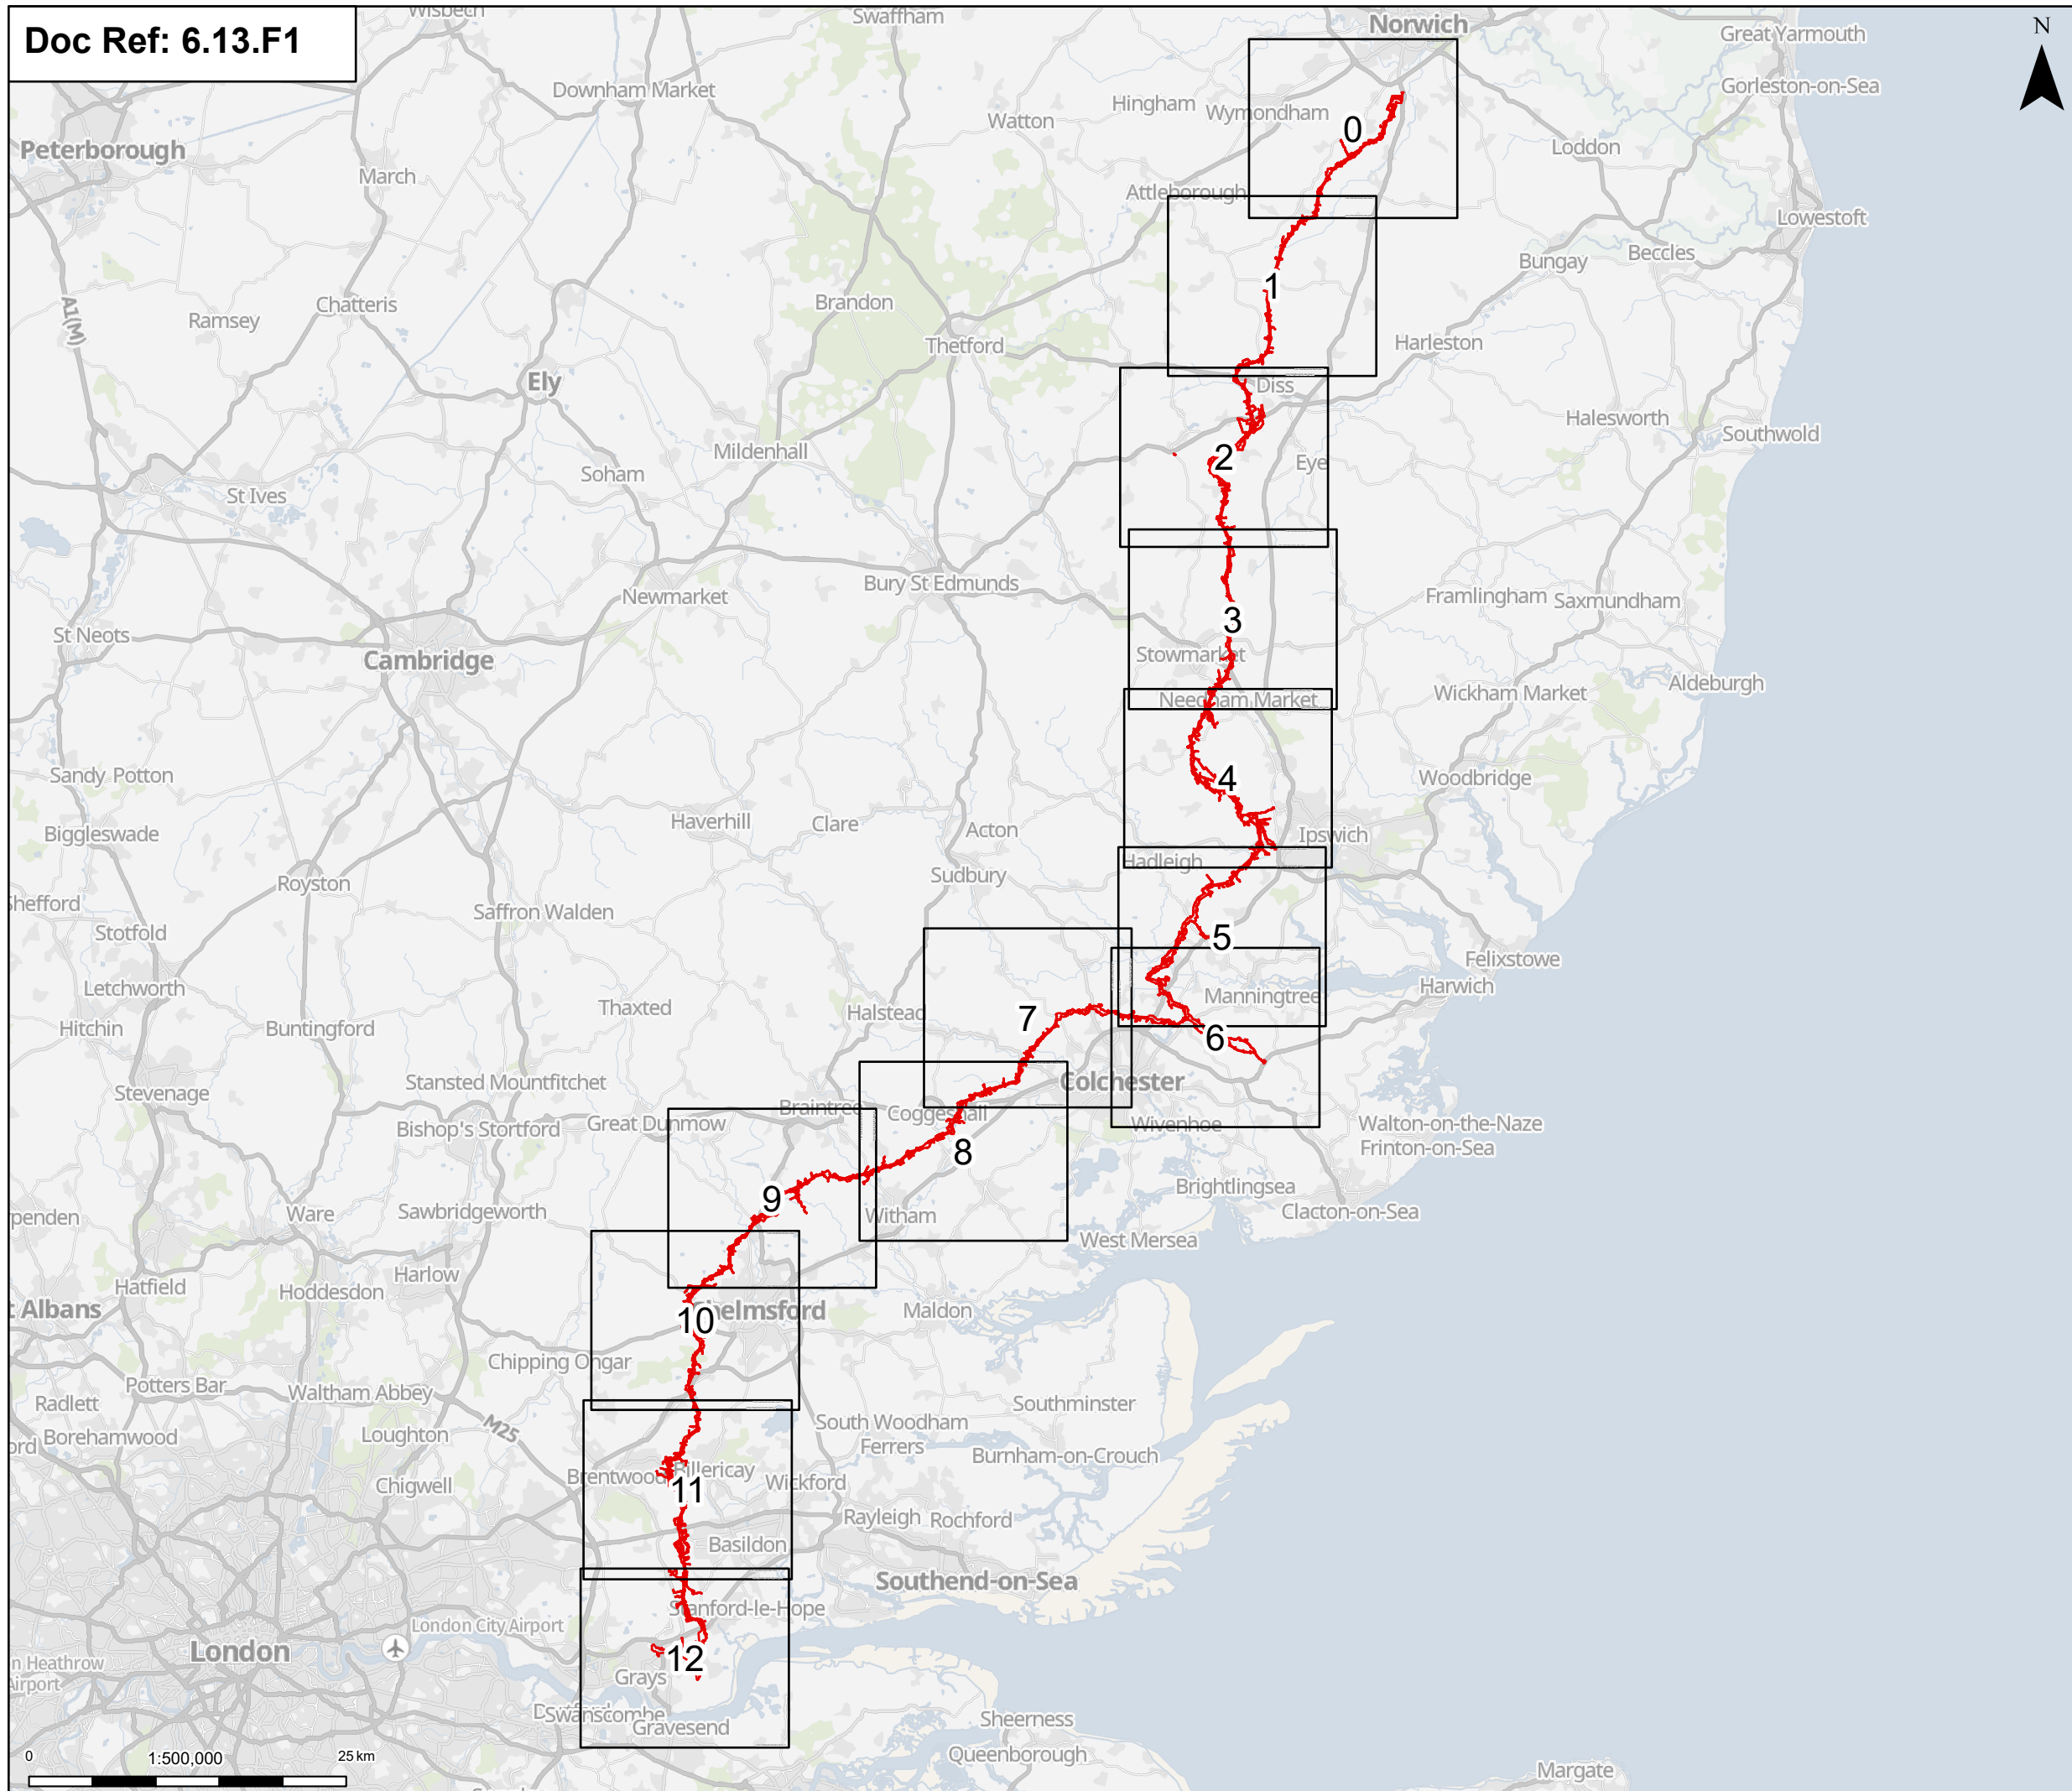 Doc Ref: 6.13.F1
N
Wisbech
Swaffham
Norwich
Great Yarmouth
Gorleston-on-Sea
Downham Market
Hingham
Wymondham
Watton
0
Loddon
Peterborough
March
Attleborough
Lowestoft
Beccles
Bungay
A1(M)
Ramsey
Chatteris
Brandon
1
Thetford
Harleston
Ely
Diss
Halesworth
Southwold
Mildenhall
2
Eye
Soham
St Ives
Bury St Edmunds
Newmarket
Framlingham
Saxmundham
3
St Neots
Cambridge
Stowmarket
Needham Market
Wickham Market
Aldeburgh
Sandy
Potton
4
Woodbridge
Biggleswade
Haverhill
Clare
Acton
Ipswich
Hadleigh
Sudbury
Royston
Shefford
Saffron Walden
Stotfold
5
Felixstowe
Letchworth
Manningtree
Harwich
Thaxted
Halstead
7
Hitchin
Buntingford
6
Stevenage
Stansted Mountfitchet
Colchester
Braintree
Coggeshall
Great Dunmow
Bishop's Stortford
Wivenhoe
Walton-on-the-Naze
Frinton-on-Sea
8
9
Brightlingsea
penden
Ware
Sawbridgeworth
Witham
Clacton-on-Sea
West Mersea
Hatfield
Hoddesdon
Harlow
t Albans
10
helmsford
Maldon
Chipping Ongar
Potters Bar
Waltham Abbey
Radlett
Southminster
South Woodham
Ferrers
ord
Borehamwood
Loughton
M25
Burnham-on-Crouch
Chigwell
Brentwood
Billericay
Wickford
11
Rayleigh
Rochford
Basildon
Southend-on-Sea
Stanford-le-Hope
London City Airport
London
12
n Heathrow
Airport
Grays
Swanscombe
Gravesend
Sheerness
Queenborough
Margate
0
1:500,000
25 km